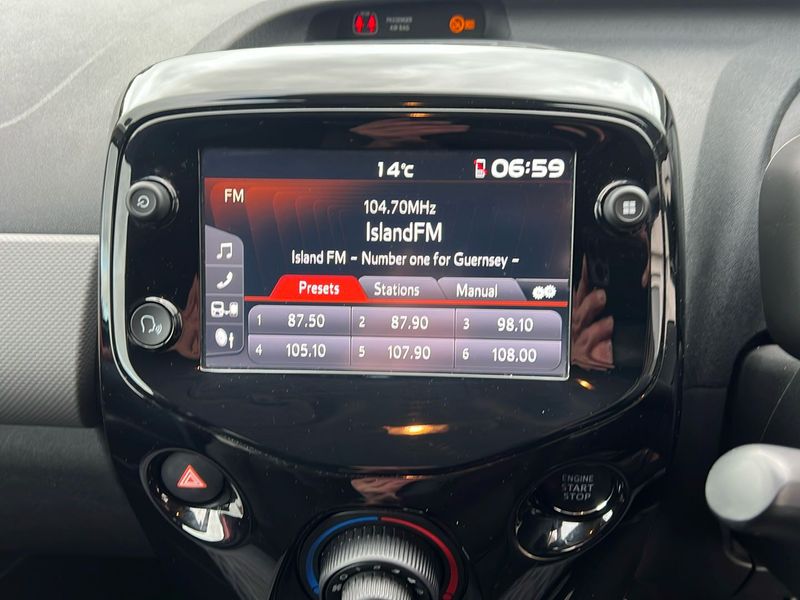 PASSENGER
AIR BAG
14°C 06:59
FM
104.70MHz
IslandFM
Island FM - Number one for Guernsey -
Presets Stations Manual
1 87.50 2 87.90 3 98.10
4 105.10 5 107.90 6 108.00
ENGINE
START
STOP